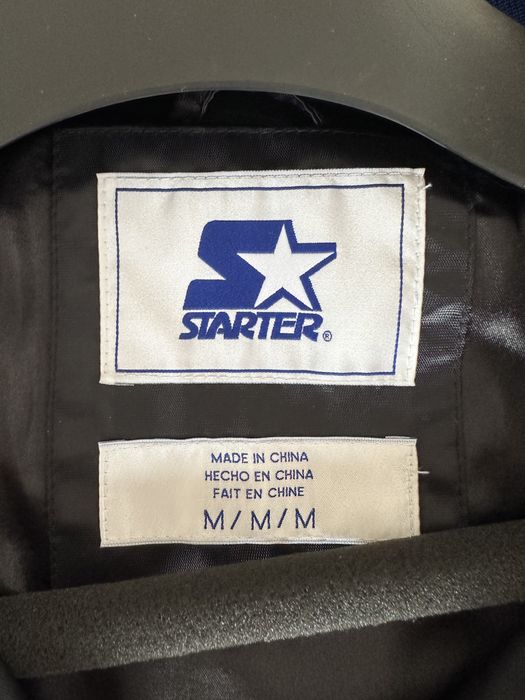 STARTER®
MADE IN CHINA
HECHO EN CHINA
FAIT EN CHINE
M/M/M